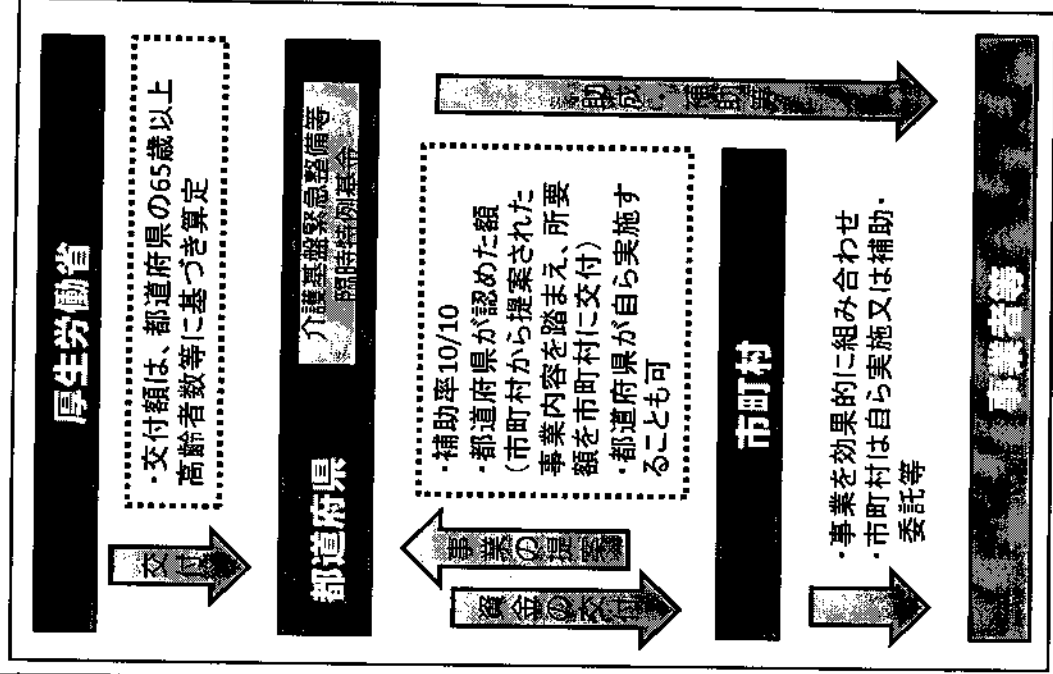 厚生労働省
交付
・交付額は、都道府県の65歳以上
高齢者数等に基づき算定
都道府県
介護基盤緊急整備等
臨時特例基金
資金の交付
事業の提案
・補助率10/10
・都道府県が認めた額
(市町村から提案された
事業内容を踏まえ、所要
額を市町村に交付)
・都道府県が自ら実施す
ることも可
助成・補助等
市町村
・事業を効果的に組み合わせ
・市町村は自ら実施又は補助・
委託等
事業者等